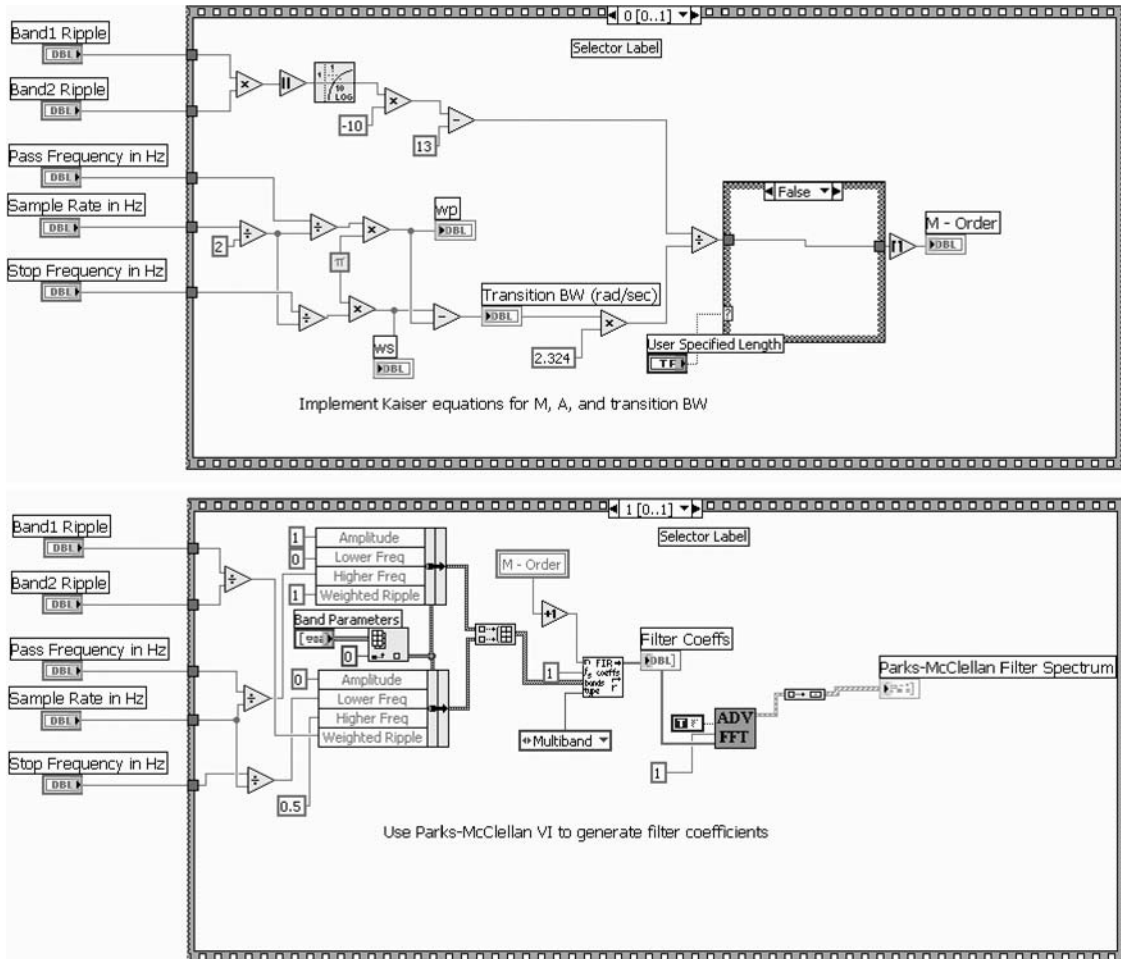 0 [0..1]
Selector Label
Band1 Ripple
DBL
Band2 Ripple
DBL
Pass Frequency in Hz
DBL
Sample Rate in Hz
DBL
Stop Frequency in Hz
DBL
×
||
1 1
10
LOG
×
-10
13
−
2
÷
÷
×
π
÷
×
wp
DBL
ws
DBL
−
Transition BW (rad/sec)
DBL
×
2.324
÷
False
?
User Specified Length
TF
M - Order
DBL
Implement Kaiser equations for M, A, and transition BW
1 [0..1]
Selector Label
Band1 Ripple
DBL
Band2 Ripple
DBL
Pass Frequency in Hz
DBL
Sample Rate in Hz
DBL
Stop Frequency in Hz
DBL
÷
÷
÷
1
Amplitude
0
Lower Freq
Higher Freq
1
Weighted Ripple
Band Parameters
0
0
Amplitude
Lower Freq
Higher Freq
Weighted Ripple
0.5
M - Order
+1
1
n FIR
fs coeffs
bands
type
Multiband
Filter Coeffs
DBL
T F
ADV
FFT
1
Parks-McClellan Filter Spectrum
Use Parks-McClellan VI to generate filter coefficients